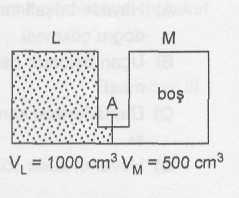 L M
A
boş
V_L = 1000 cm³ V_M = 500 cm³